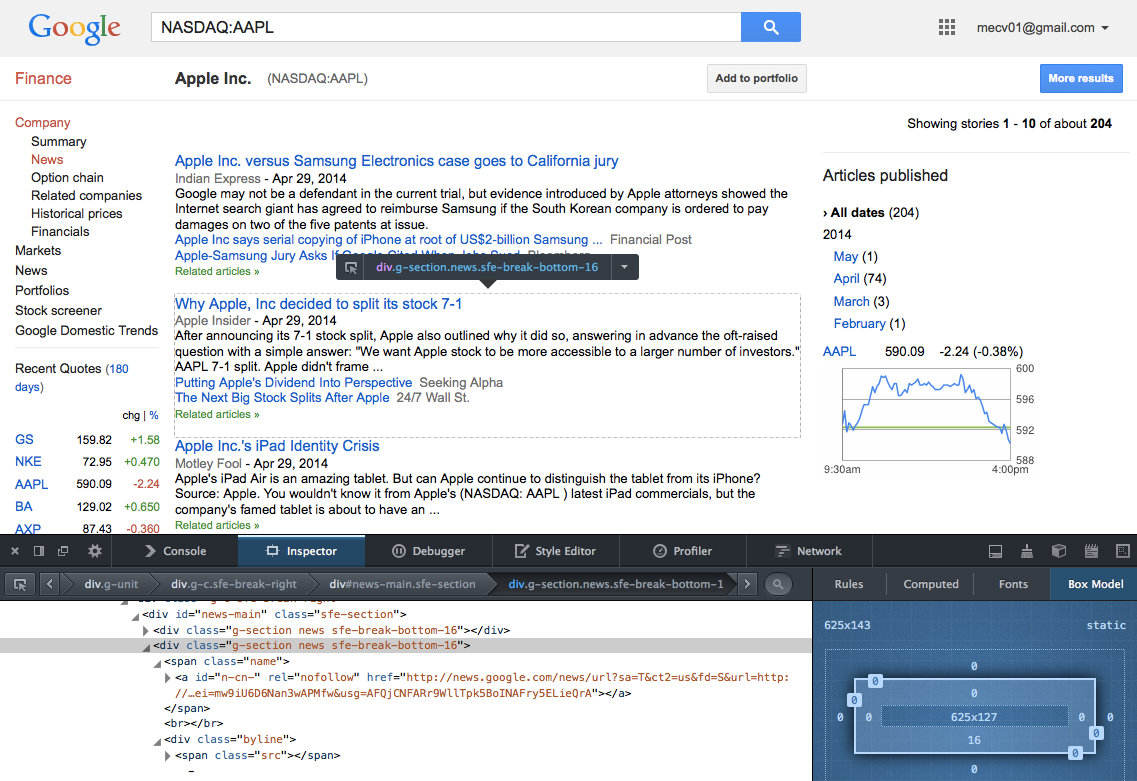 Google
NASDAQ:AAPL
mecv01@gmail.com
Finance
Apple Inc. (NASDAQ:AAPL)
Add to portfolio
More results
Company
Summary
News
Option chain
Related companies
Historical prices
Financials
Markets
News
Portfolios
Stock screener
Google Domestic Trends
Recent Quotes (180
days)
chg | %
GS 159.82 +1.58
NKE 72.95 +0.470
AAPL 590.09 -2.24
BA 129.02 +0.650
AXP 87.43 -0.360
Showing stories 1 - 10 of about 204
Apple Inc. versus Samsung Electronics case goes to California jury
Indian Express - Apr 29, 2014
Google may not be a defendant in the current trial, but evidence introduced by Apple attorneys showed the
Internet search giant has agreed to reimburse Samsung if the South Korean company is ordered to pay
damages on two of the five patents at issue.
Apple Inc says serial copying of iPhone at root of US$2-billion Samsung ... Financial Post
Apple-Samsung Jury Asks If Google Cited When Jobs Sued Bloomberg
Related articles »
div.g-section.news.sfe-break-bottom-16
Why Apple, Inc decided to split its stock 7-1
Apple Insider - Apr 29, 2014
After announcing its 7-1 stock split, Apple also outlined why it did so, answering in advance the oft-raised
question with a simple answer: "We want Apple stock to be more accessible to a larger number of investors."
AAPL 7-1 split. Apple didn't frame ...
Putting Apple's Dividend Into Perspective Seeking Alpha
The Next Big Stock Splits After Apple 24/7 Wall St.
Related articles »
Apple Inc.'s iPad Identity Crisis
Motley Fool - Apr 29, 2014
Apple's iPad Air is an amazing tablet. But can Apple continue to distinguish the tablet from its iPhone?
Source: Apple. You wouldn't know it from Apple's (NASDAQ: AAPL ) latest iPad commercials, but the
company's famed tablet is about to have an ...
Related articles »
Articles published
› All dates (204)
2014
May (1)
April (74)
March (3)
February (1)
AAPL 590.09 -2.24 (-0.38%)
600
596
592
588
9:30am 4:00pm
Console
Inspector
Debugger
Style Editor
Profiler
Network
div.g-unit
div.g-c.sfe-break-right
div#news-main.sfe-section
div.g-section.news.sfe-break-bottom-1
Rules
Computed
Fonts
Box Model
<div id="news-main" class="sfe-section">
<div class="g-section news sfe-break-bottom-16"></div>
<div class="g-section news sfe-break-bottom-16">
<span class="name">
<a id="n-cn-" rel="nofollow" href="http://news.google.com/news/url?sa=T&ct2=us&fd=S&url=http:
//…ei=mw9iU6D6Nan3wAPMfw&usg=AFQjCNFARr9WllTpk5BoINAFry5ELieQrA"></a>
</span>
<br></br>
<div class="byline">
<span class="src"></span>
625x143 static
0
0
0
0
0 0 625x127 0 0
0
16
0
0